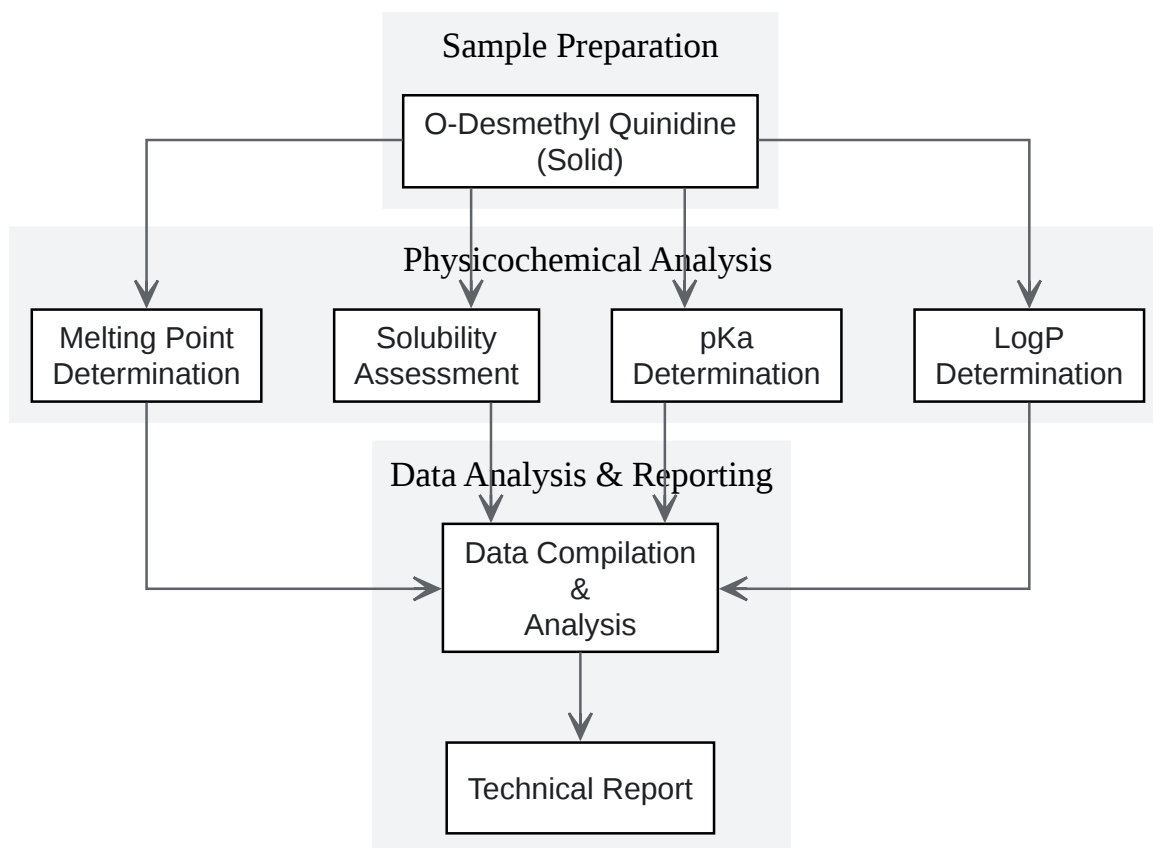 Sample Preparation
O-Desmethyl Quinidine
(Solid)
Physicochemical Analysis
Melting Point
Determination
Solubility
Assessment
pKa
Determination
LogP
Determination
Data Analysis & Reporting
Data Compilation
&
Analysis
Technical Report